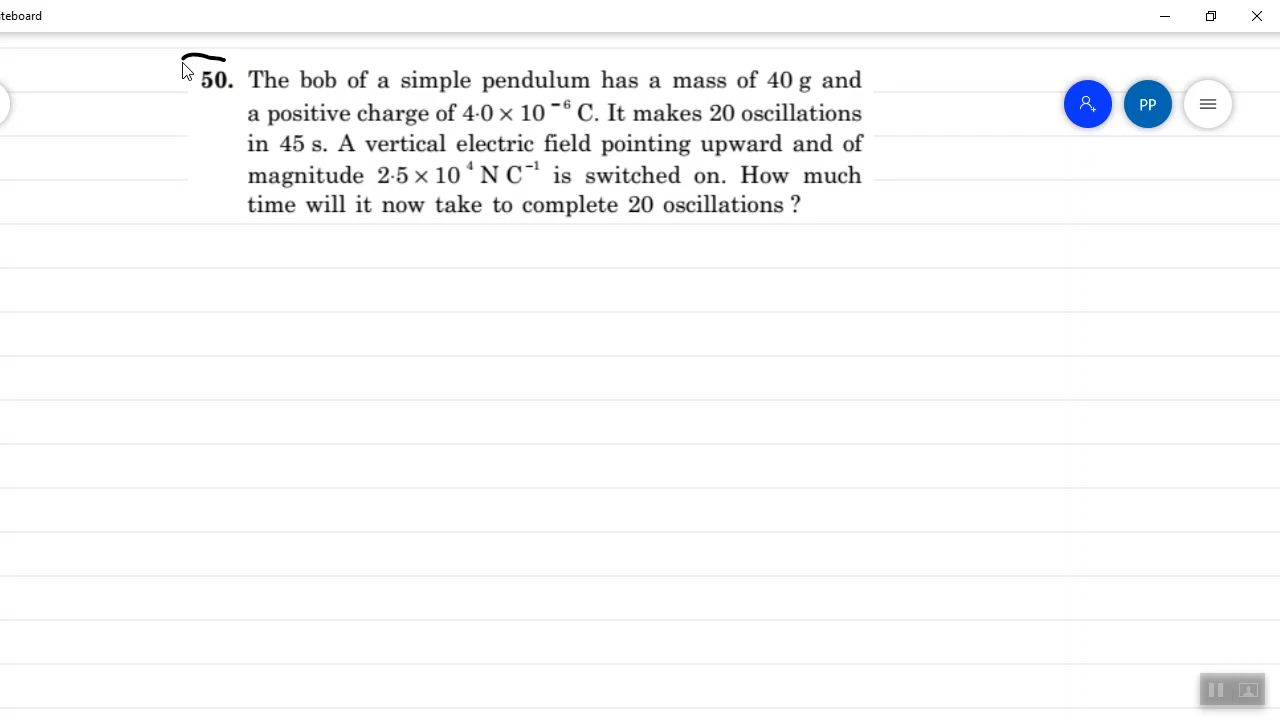 teboard
50. The bob of a simple pendulum has a mass of 40 g and
a positive charge of 4·0 × 10⁻⁶ C. It makes 20 oscillations
in 45 s. A vertical electric field pointing upward and of
magnitude 2·5 × 10⁴ N C⁻¹ is switched on. How much
time will it now take to complete 20 oscillations ?
PP